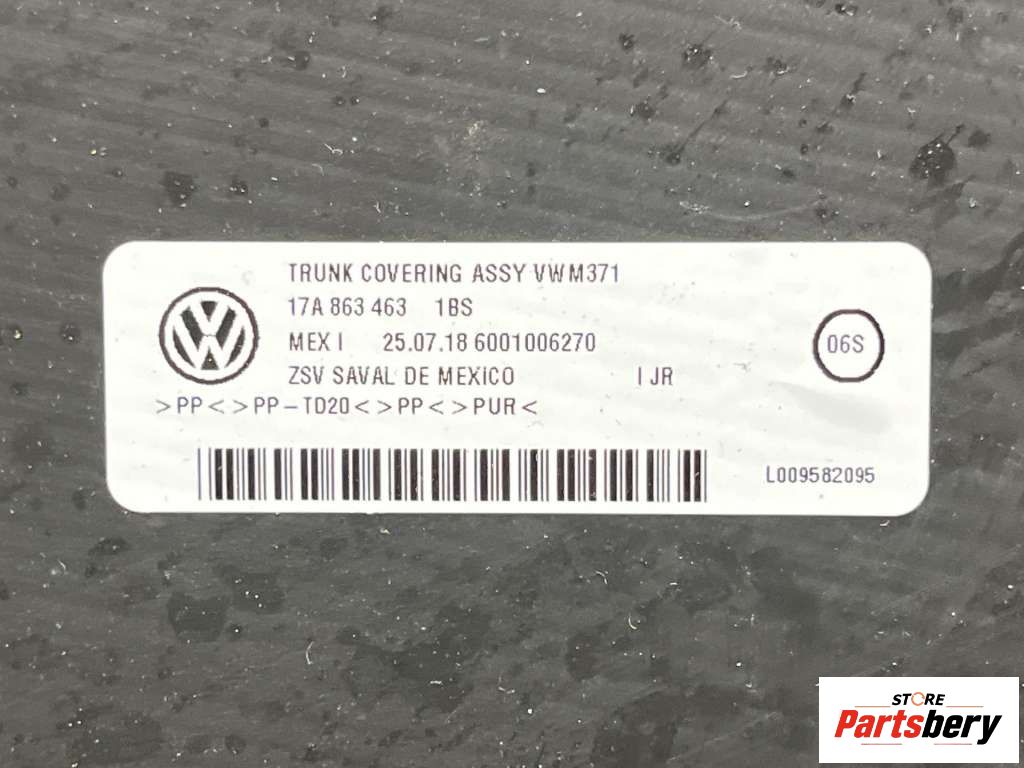 TRUNK COVERING ASSY VWM371
17A 863 463 1BS
MEX I 25.07.18 6001006270
06S
ZSV SAVAL DE MEXICO I JR
>PP<>PP-TD20<>PP<>PUR<
L009582095
STORE
Partsbery